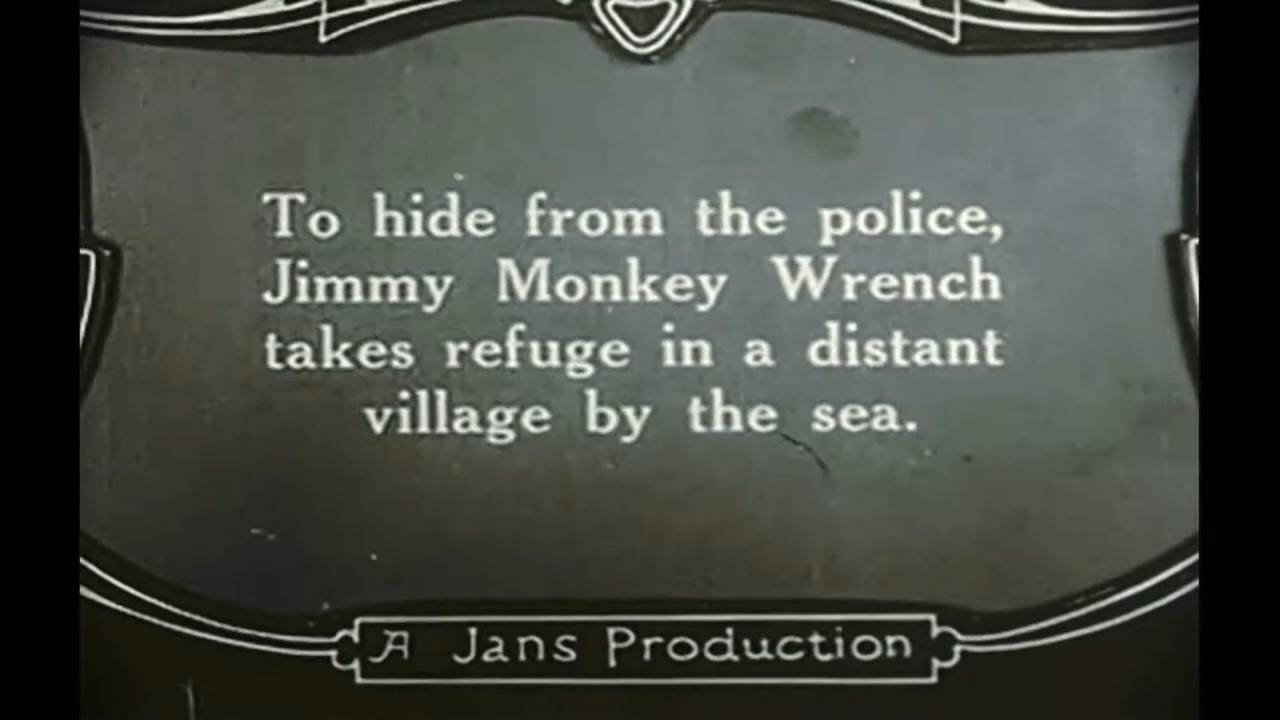 To hide from the police,
Jimmy Monkey Wrench
takes refuge in a distant
village by the sea.
A Jans Production